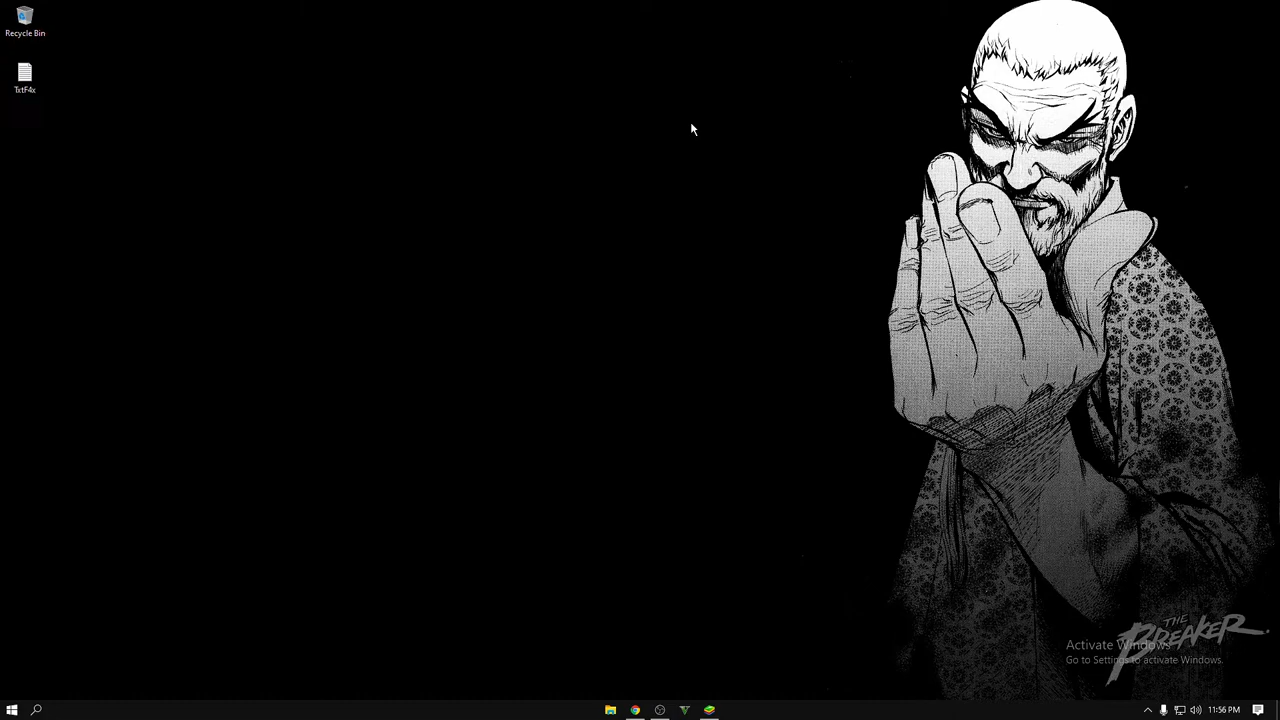 Recycle Bin
TxtF4x
THE
BREAKER.
Activate Windows
Go to Settings to activate Windows.
11:56 PM